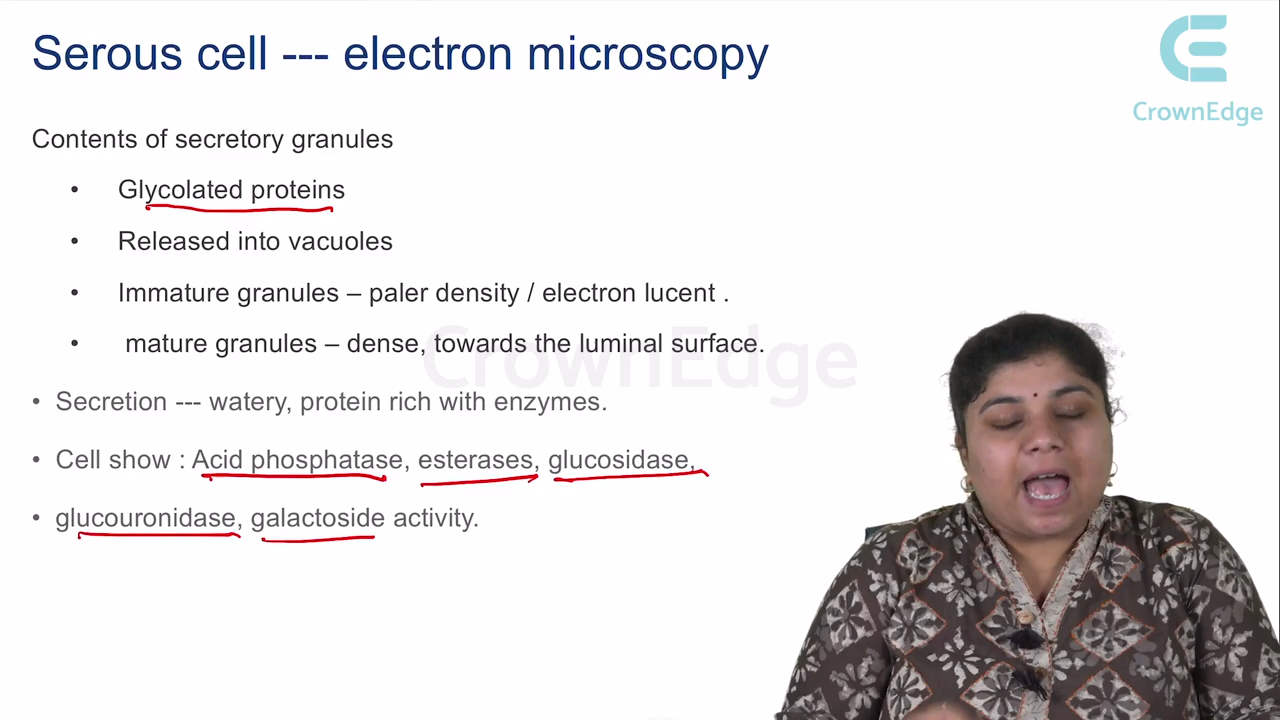 Serous cell --- electron microscopy
CrownEdge
Contents of secretory granules
• Glycolated proteins
• Released into vacuoles
• Immature granules – paler density / electron lucent .
• mature granules – dense, towards the luminal surface.
CrownEdge
• Secretion --- watery, protein rich with enzymes.
• Cell show : Acid phosphatase, esterases, glucosidase,
• glucouronidase, galactoside activity.